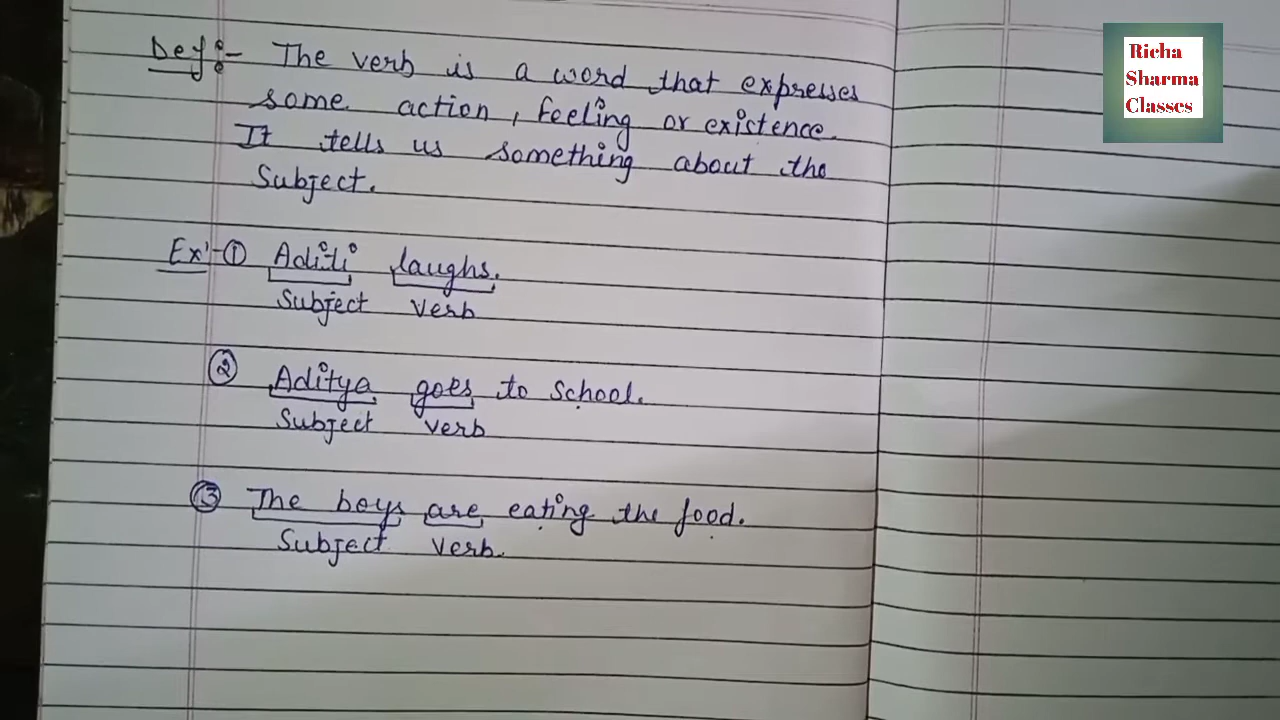 Def:- The verb is a word that expresses
some action, feeling or existence.
It tells us something about the
Subject.
Ex:- ① Aditi laughs.
Subject verb
② Aditya goes to school.
Subject verb
③ The boys are eating the food.
Subject verb.
Richa
Sharma
Classes